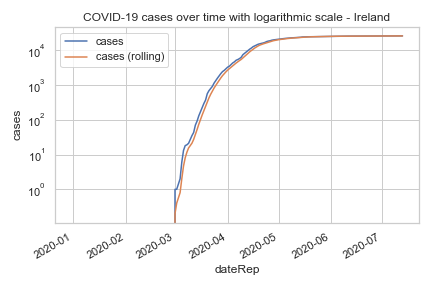 COVID-19 cases over time with logarithmic scale - Ireland
cases
cases (rolling)
10⁴
10³
10²
10¹
10⁰
cases
2020-01
2020-02
2020-03
2020-04
2020-05
2020-06
2020-07
dateRep